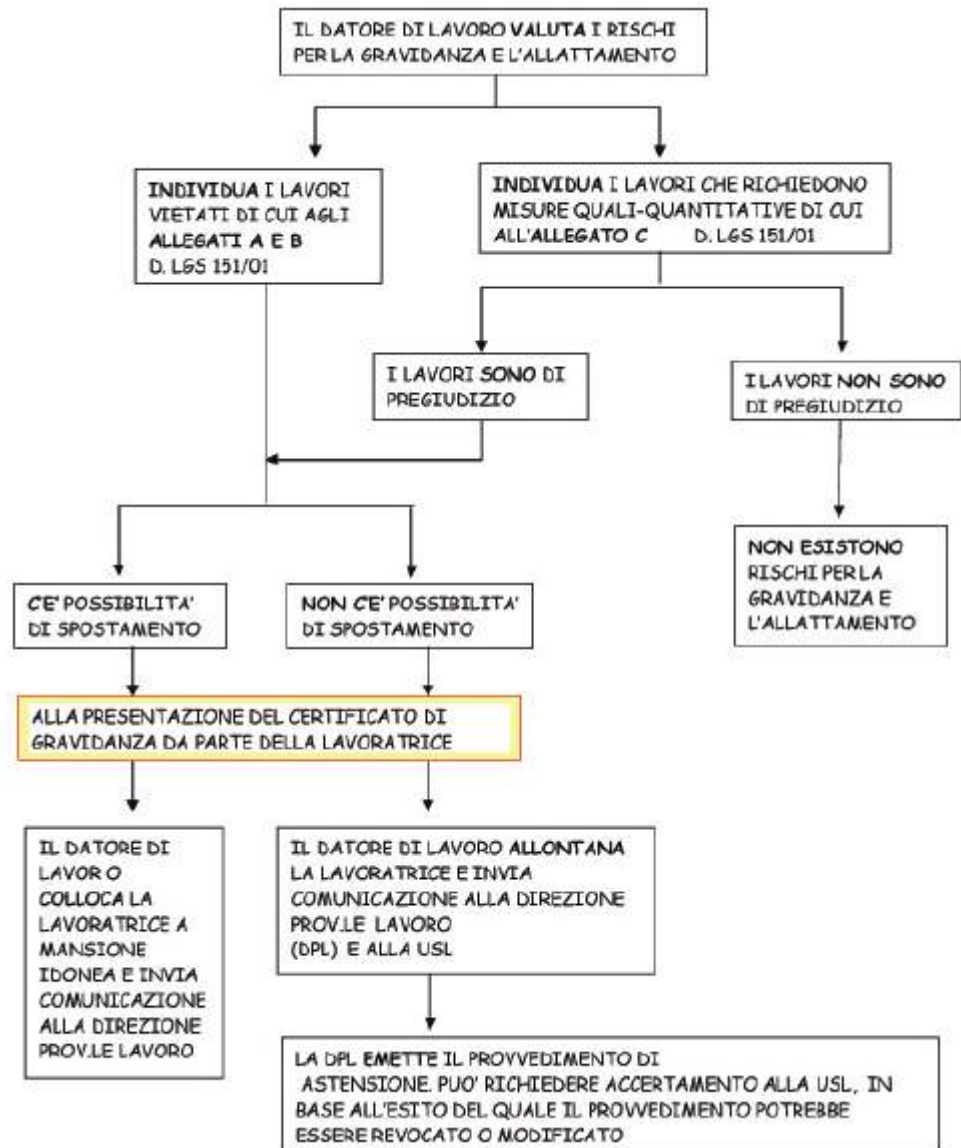 IL DATORE DI LAVORO VALUTA I RISCHI
PER LA GRAVIDANZA E L'ALLATTAMENTO
INDIVIDUA I LAVORI
VIETATI DI CUI AGLI
ALLEGATI A E B
D. LGS 151/01
INDIVIDUA I LAVORI CHE RICHIEDONO
MISURE QUALI-QUANTITATIVE DI CUI
ALL'ALLEGATO C D. LGS 151/01
I LAVORI SONO DI
PREGIUDIZIO
I LAVORI NON SONO
DI PREGIUDIZIO
NON ESISTONO
RISCHI PER LA
GRAVIDANZA E
L'ALLATTAMENTO
C'E' POSSIBILITA'
DI SPOSTAMENTO
NON C'E' POSSIBILITA'
DI SPOSTAMENTO
ALLA PRESENTAZIONE DEL CERTIFICATO DI
GRAVIDANZA DA PARTE DELLA LAVORATRICE
IL DATORE DI
LAVOR O
COLLOCA LA
LAVORATRICE A
MANSIONE
IDONEA E INVIA
COMUNICAZIONE
ALLA DIREZIONE
PROV.LE LAVORO
IL DATORE DI LAVORO ALLONTANA
LA LAVORATRICE E INVIA
COMUNICAZIONE ALLA DIREZIONE
PROV.LE LAVORO
(DPL) E ALLA USL
LA DPL EMETTE IL PROVVEDIMENTO DI
ASTENSIONE. PUO' RICHIEDERE ACCERTAMENTO ALLA USL, IN
BASE ALL'ESITO DEL QUALE IL PROVVEDIMENTO POTREBBE
ESSERE REVOCATO O MODIFICATO